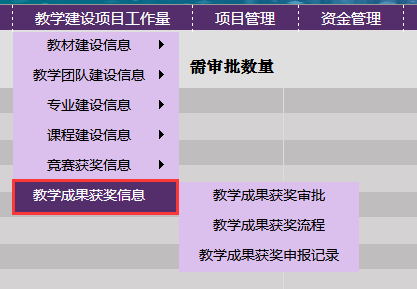 教学建设项目工作量 项目管理 资金管理
教材建设信息
教学团队建设信息
需审批数量
专业建设信息
课程建设信息
竞赛获奖信息
教学成果获奖信息
教学成果获奖审批
教学成果获奖流程
教学成果获奖申报记录